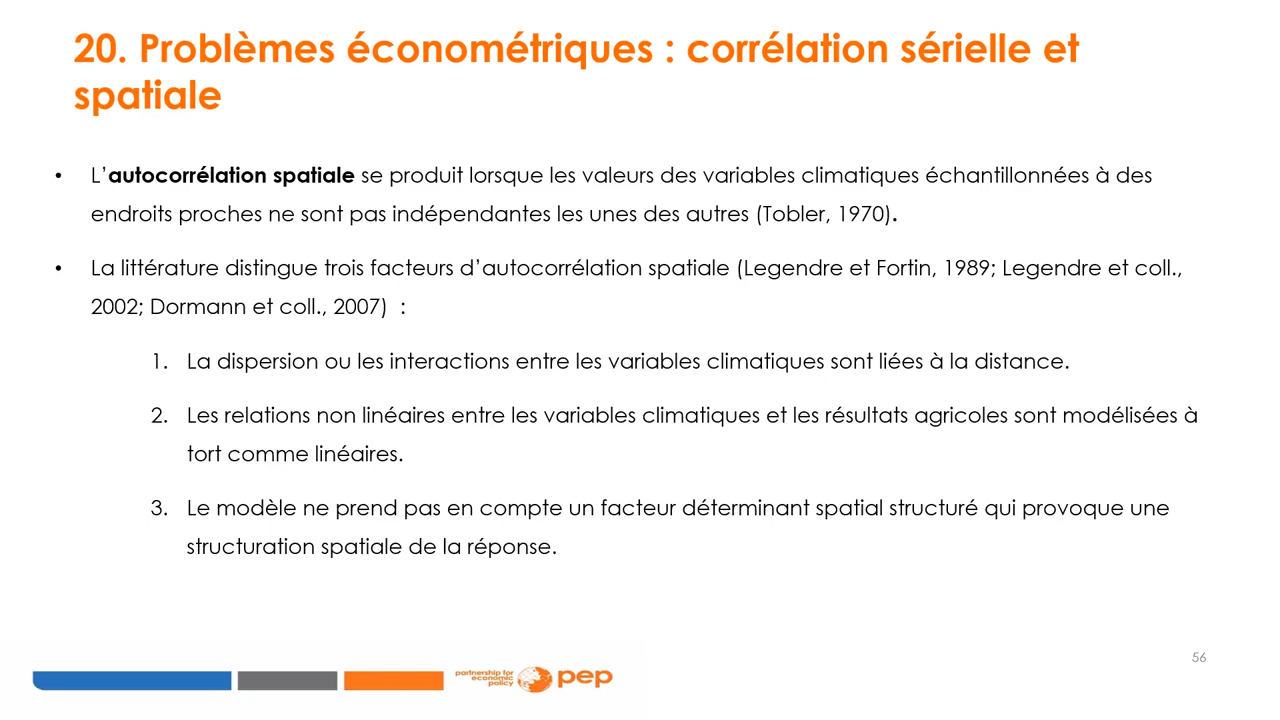 20. Problèmes économétriques : corrélation sérielle et
spatiale
• L’autocorrélation spatiale se produit lorsque les valeurs des variables climatiques échantillonnées à des
endroits proches ne sont pas indépendantes les unes des autres (Tobler, 1970).
• La littérature distingue trois facteurs d’autocorrélation spatiale (Legendre et Fortin, 1989; Legendre et coll.,
2002; Dormann et coll., 2007)  :
1. La dispersion ou les interactions entre les variables climatiques sont liées à la distance.
2. Les relations non linéaires entre les variables climatiques et les résultats agricoles sont modélisées à
tort comme linéaires.
3. Le modèle ne prend pas en compte un facteur déterminant spatial structuré qui provoque une
structuration spatiale de la réponse.
56
partnership for
economic
policy
pep